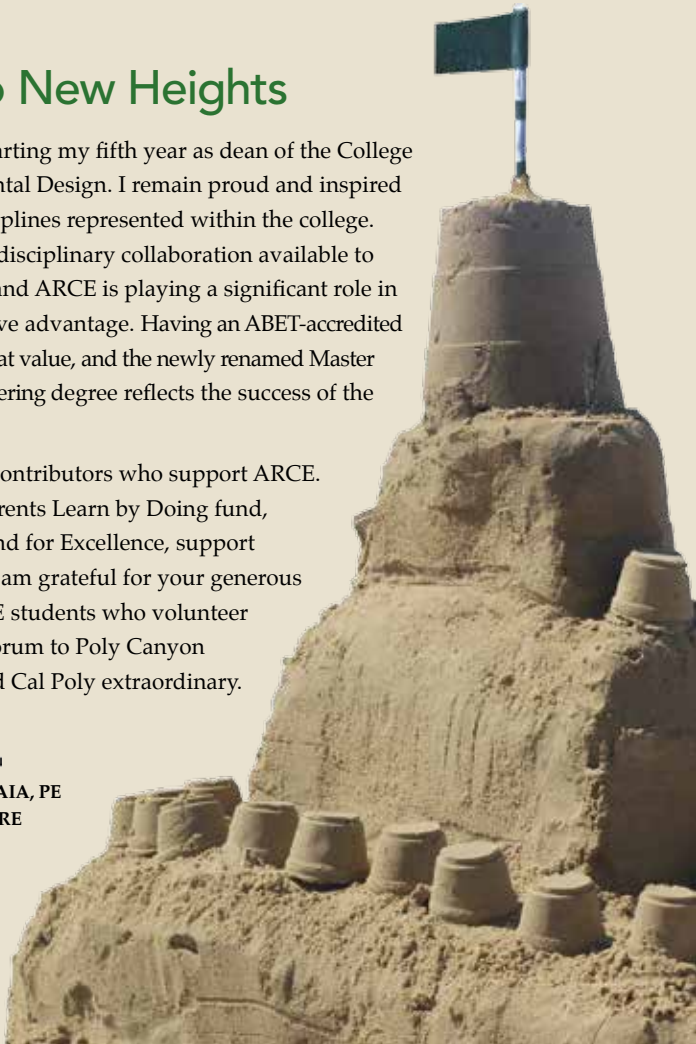 New Heights
arting my fifth year as dean of the College
ntal Design. I remain proud and inspired
plines represented within the college.
disciplinary collaboration available to
and ARCE is playing a significant role in
ve advantage. Having an ABET-accredited
at value, and the newly renamed Master
ering degree reflects the success of the
ontributors who support ARCE.
rents Learn by Doing fund,
nd for Excellence, support
am grateful for your generous
E students who volunteer
orum to Poly Canyon
d Cal Poly extraordinary.
AIA, PE
RE